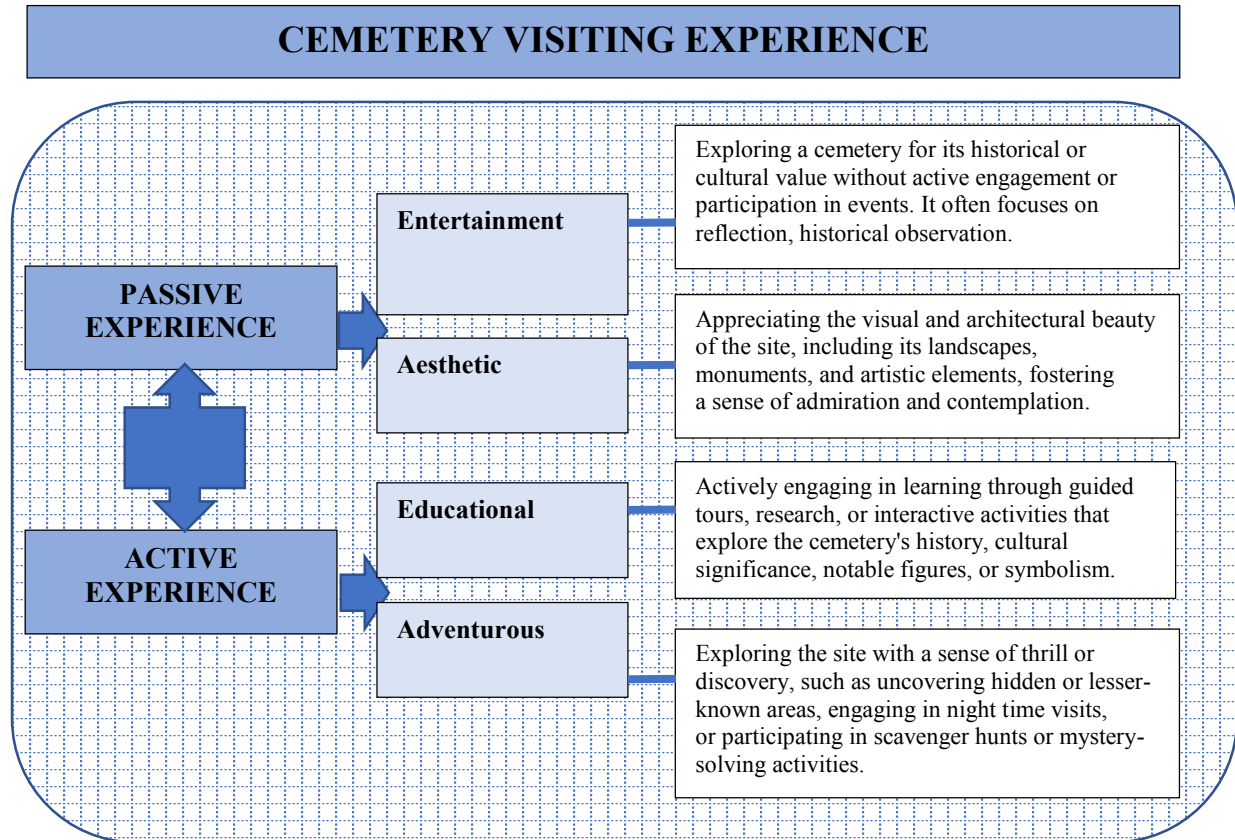 CEMETERY VISITING EXPERIENCE
PASSIVE
EXPERIENCE
Entertainment
Exploring a cemetery for its historical or
cultural value without active engagement or
participation in events. It often focuses on
reflection, historical observation.
Aesthetic
Appreciating the visual and architectural beauty
of the site, including its landscapes,
monuments, and artistic elements, fostering
a sense of admiration and contemplation.
ACTIVE
EXPERIENCE
Educational
Actively engaging in learning through guided
tours, research, or interactive activities that
explore the cemetery's history, cultural
significance, notable figures, or symbolism.
Adventurous
Exploring the site with a sense of thrill or
discovery, such as uncovering hidden or lesser-
known areas, engaging in night time visits,
or participating in scavenger hunts or mystery-
solving activities.